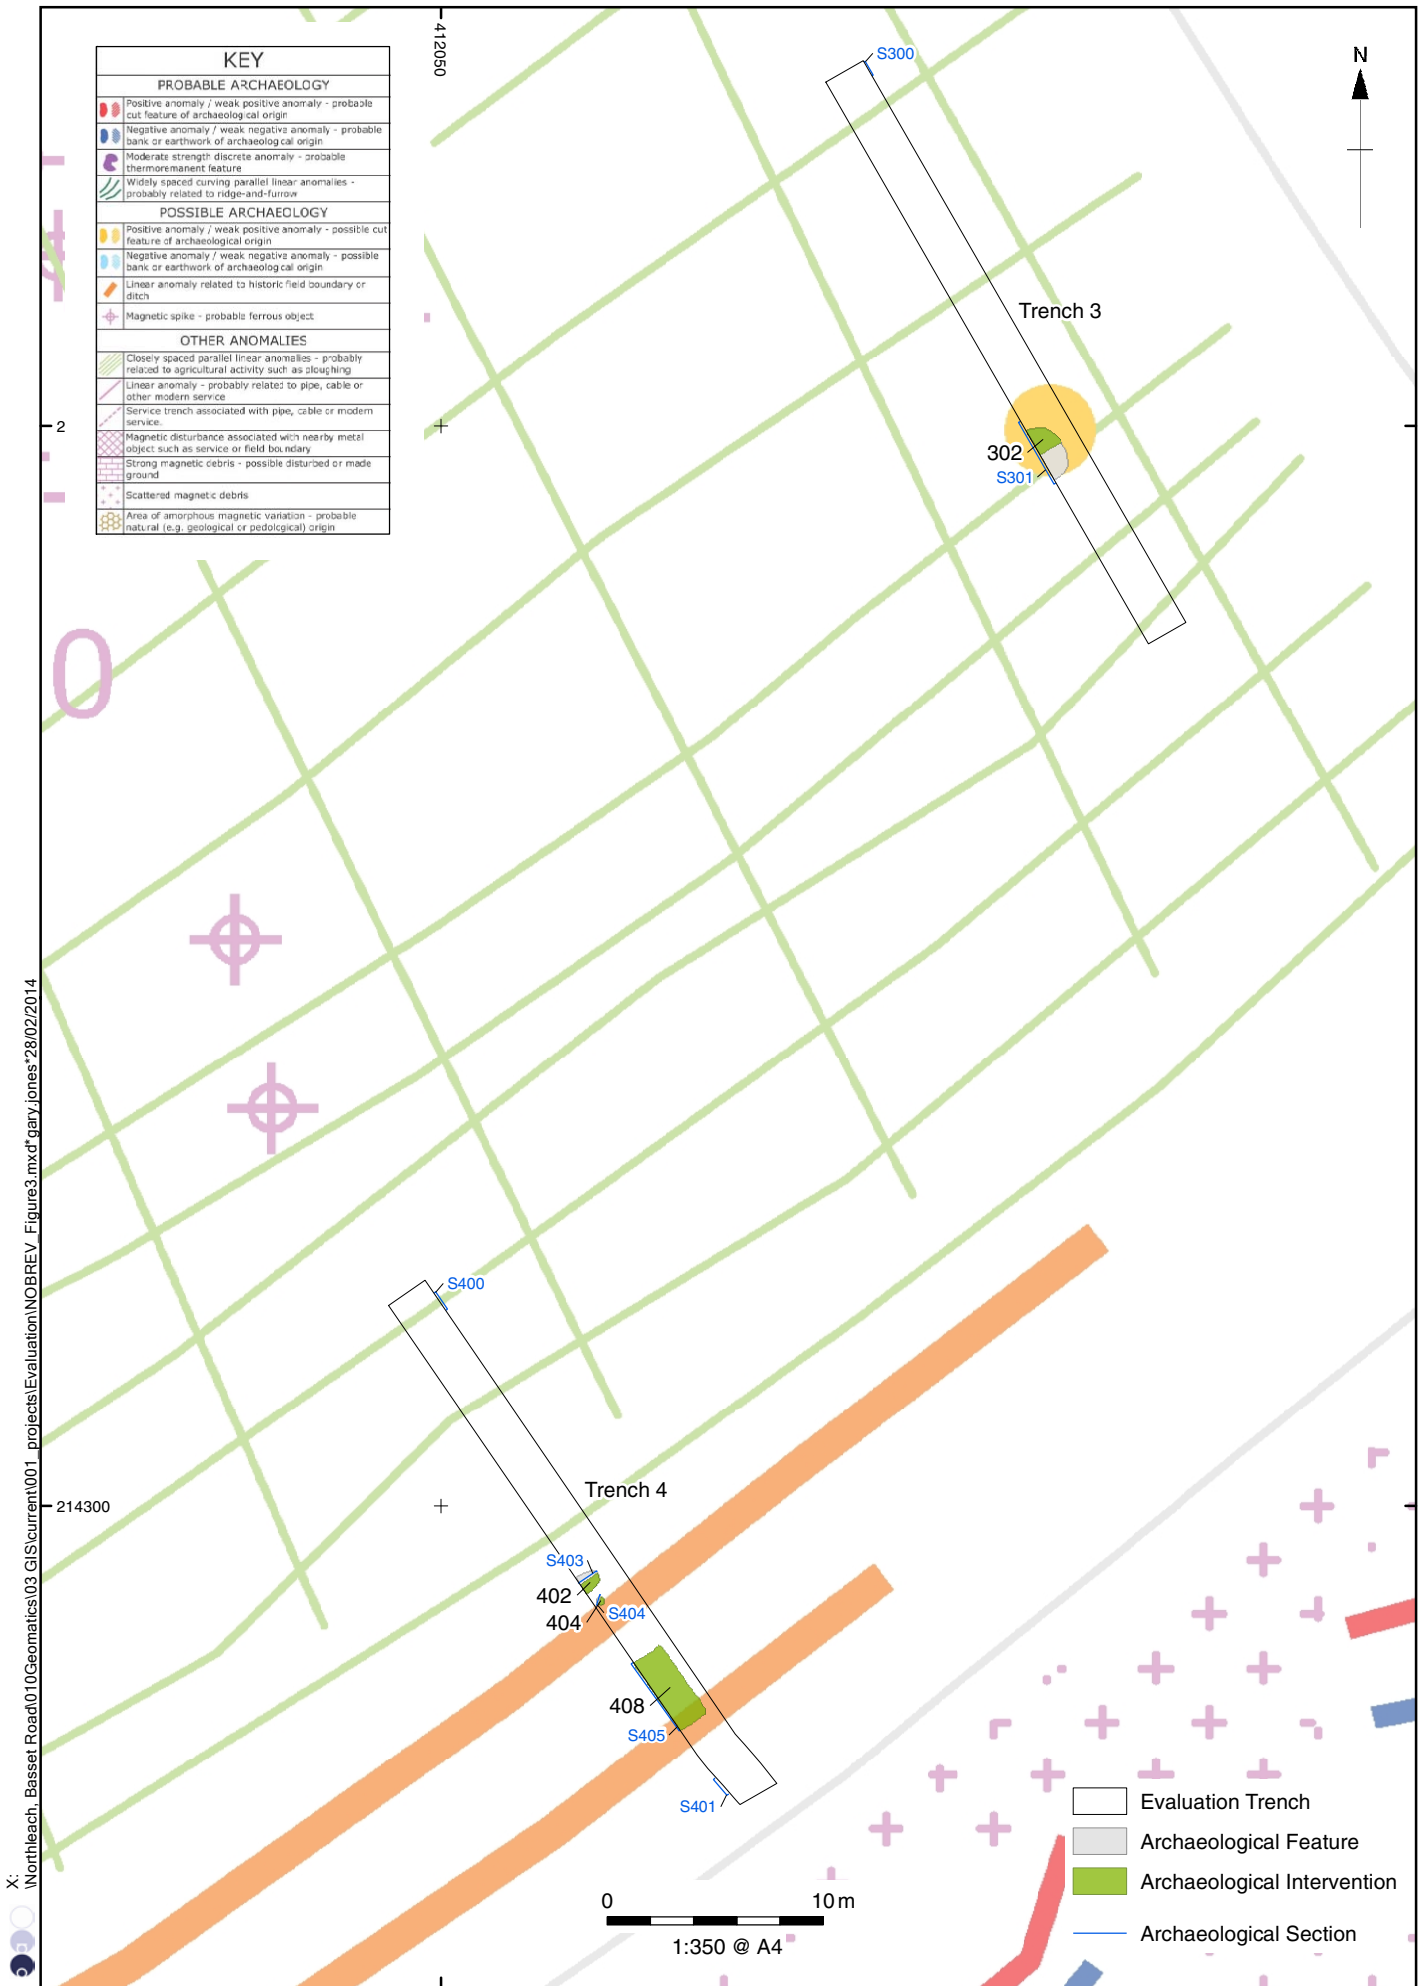 412050
S300
N
KEY
PROBABLE ARCHAEOLOGY
Positive anomaly / weak positive anomaly - probable
cut feature of archaeological origin
Negative anomaly / weak negative anomaly - probable
bank or earthwork of archaeological origin
Moderate strength discrete anomaly - probable
thermoremanent feature
Widely spaced curving parallel linear anomalies -
probably related to ridge-and-furrow
POSSIBLE ARCHAEOLOGY
Positive anomaly / weak positive anomaly - possible cut
feature of archaeological origin
Negative anomaly / weak negative anomaly - possible
bank or earthwork of archaeological origin
Linear anomaly related to historic field boundary or
ditch
Magnetic spike - probable ferrous object
OTHER ANOMALIES
Closely spaced parallel linear anomalies - probably
related to agricultural activity such as ploughing
Linear anomaly - probably related to pipe, cable or
other modern service
Service trench associated with pipe, cable or modern
service.
Magnetic disturbance associated with nearby metal
object such as service or field boundary
Strong magnetic debris - possible disturbed or made
ground
Scattered magnetic debris
Area of amorphous magnetic variation - probable
natural (e.g. geological or pedological) origin
Trench 3
2
302
S301
0
S400
Trench 4
214300
S403
402
S404
404
408
S405
S401
Evaluation Trench
Archaeological Feature
Archaeological Intervention
Archaeological Section
0 10 m
1:350 @ A4
X:
\Northleach, Basset Road\010Geomatics\03 GIS\current\001_projects\Evaluation\NOBREV_Figure3.mxd*gary.jones*28/02/2014